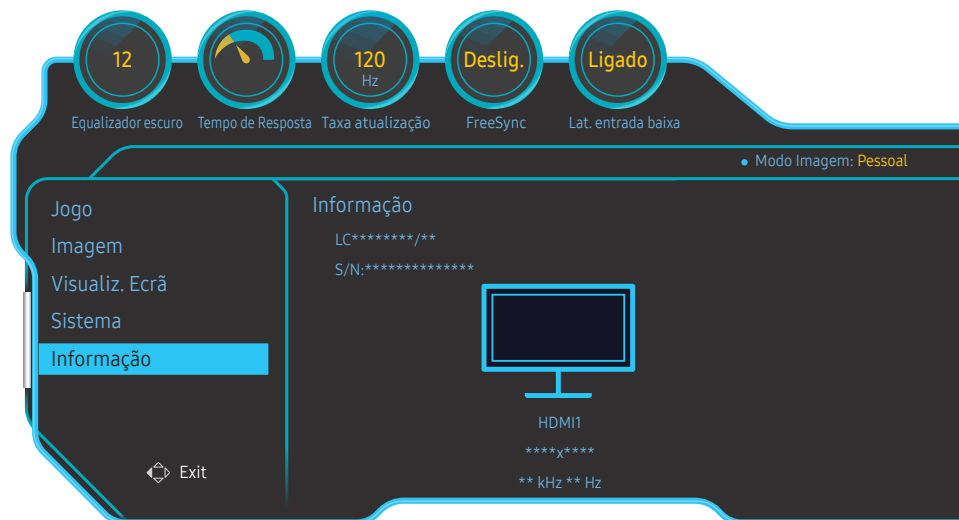 12
120
Hz
Deslig.
Ligado
Equalizador escuro
Tempo de Resposta
Taxa atualização
FreeSync
Lat. entrada baixa
Modo Imagem: Pessoal
Jogo
Imagem
Visualiz. Ecrã
Sistema
Informação
Exit
Informação
LC********/**
S/N:**************
HDMI1
****x****
** kHz ** Hz